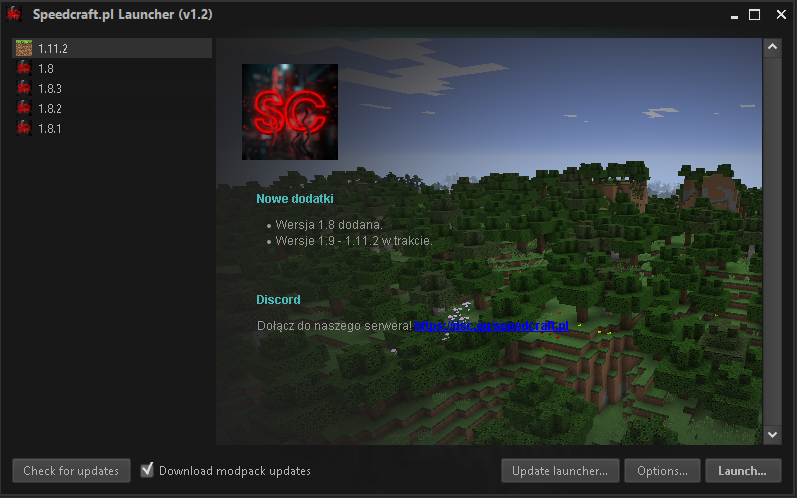 Speedcraft.pl Launcher (v1.2)
1.11.2
1.8
1.8.3
1.8.2
1.8.1
SC
Nowe dodatki
Wersja 1.8 dodana.
Wersje 1.9 - 1.11.2 w trakcie.
Discord
Dołącz do naszego serwera!
Check for updates
Download modpack updates
Update launcher...
Options...
Launch...